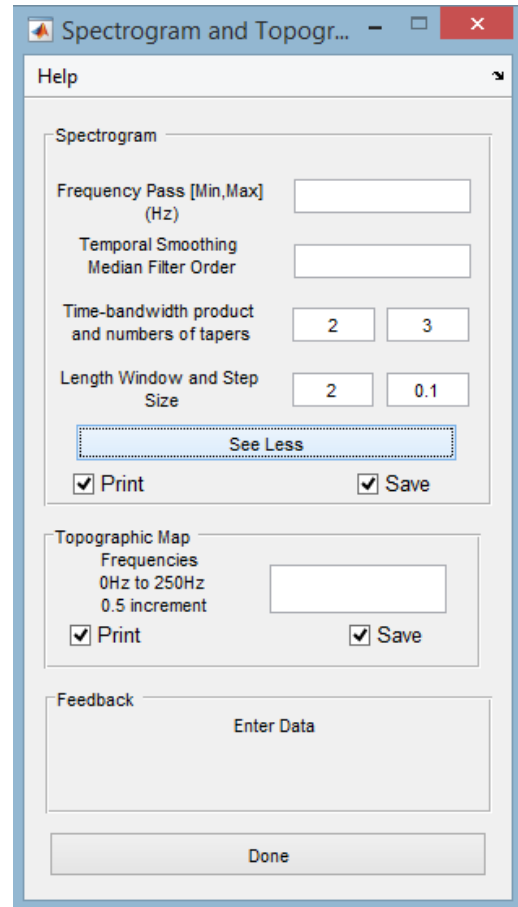 Spectrogram and Topogr...
Help
Spectrogram
Frequency Pass [Min,Max]
(Hz)
Temporal Smoothing
Median Filter Order
Time-bandwidth product
and numbers of tapers
2 3
Length Window and Step
Size
2 0.1
See Less
Print Save
Topographic Map
Frequencies
0Hz to 250Hz
0.5 increment
Print Save
Feedback
Enter Data
Done